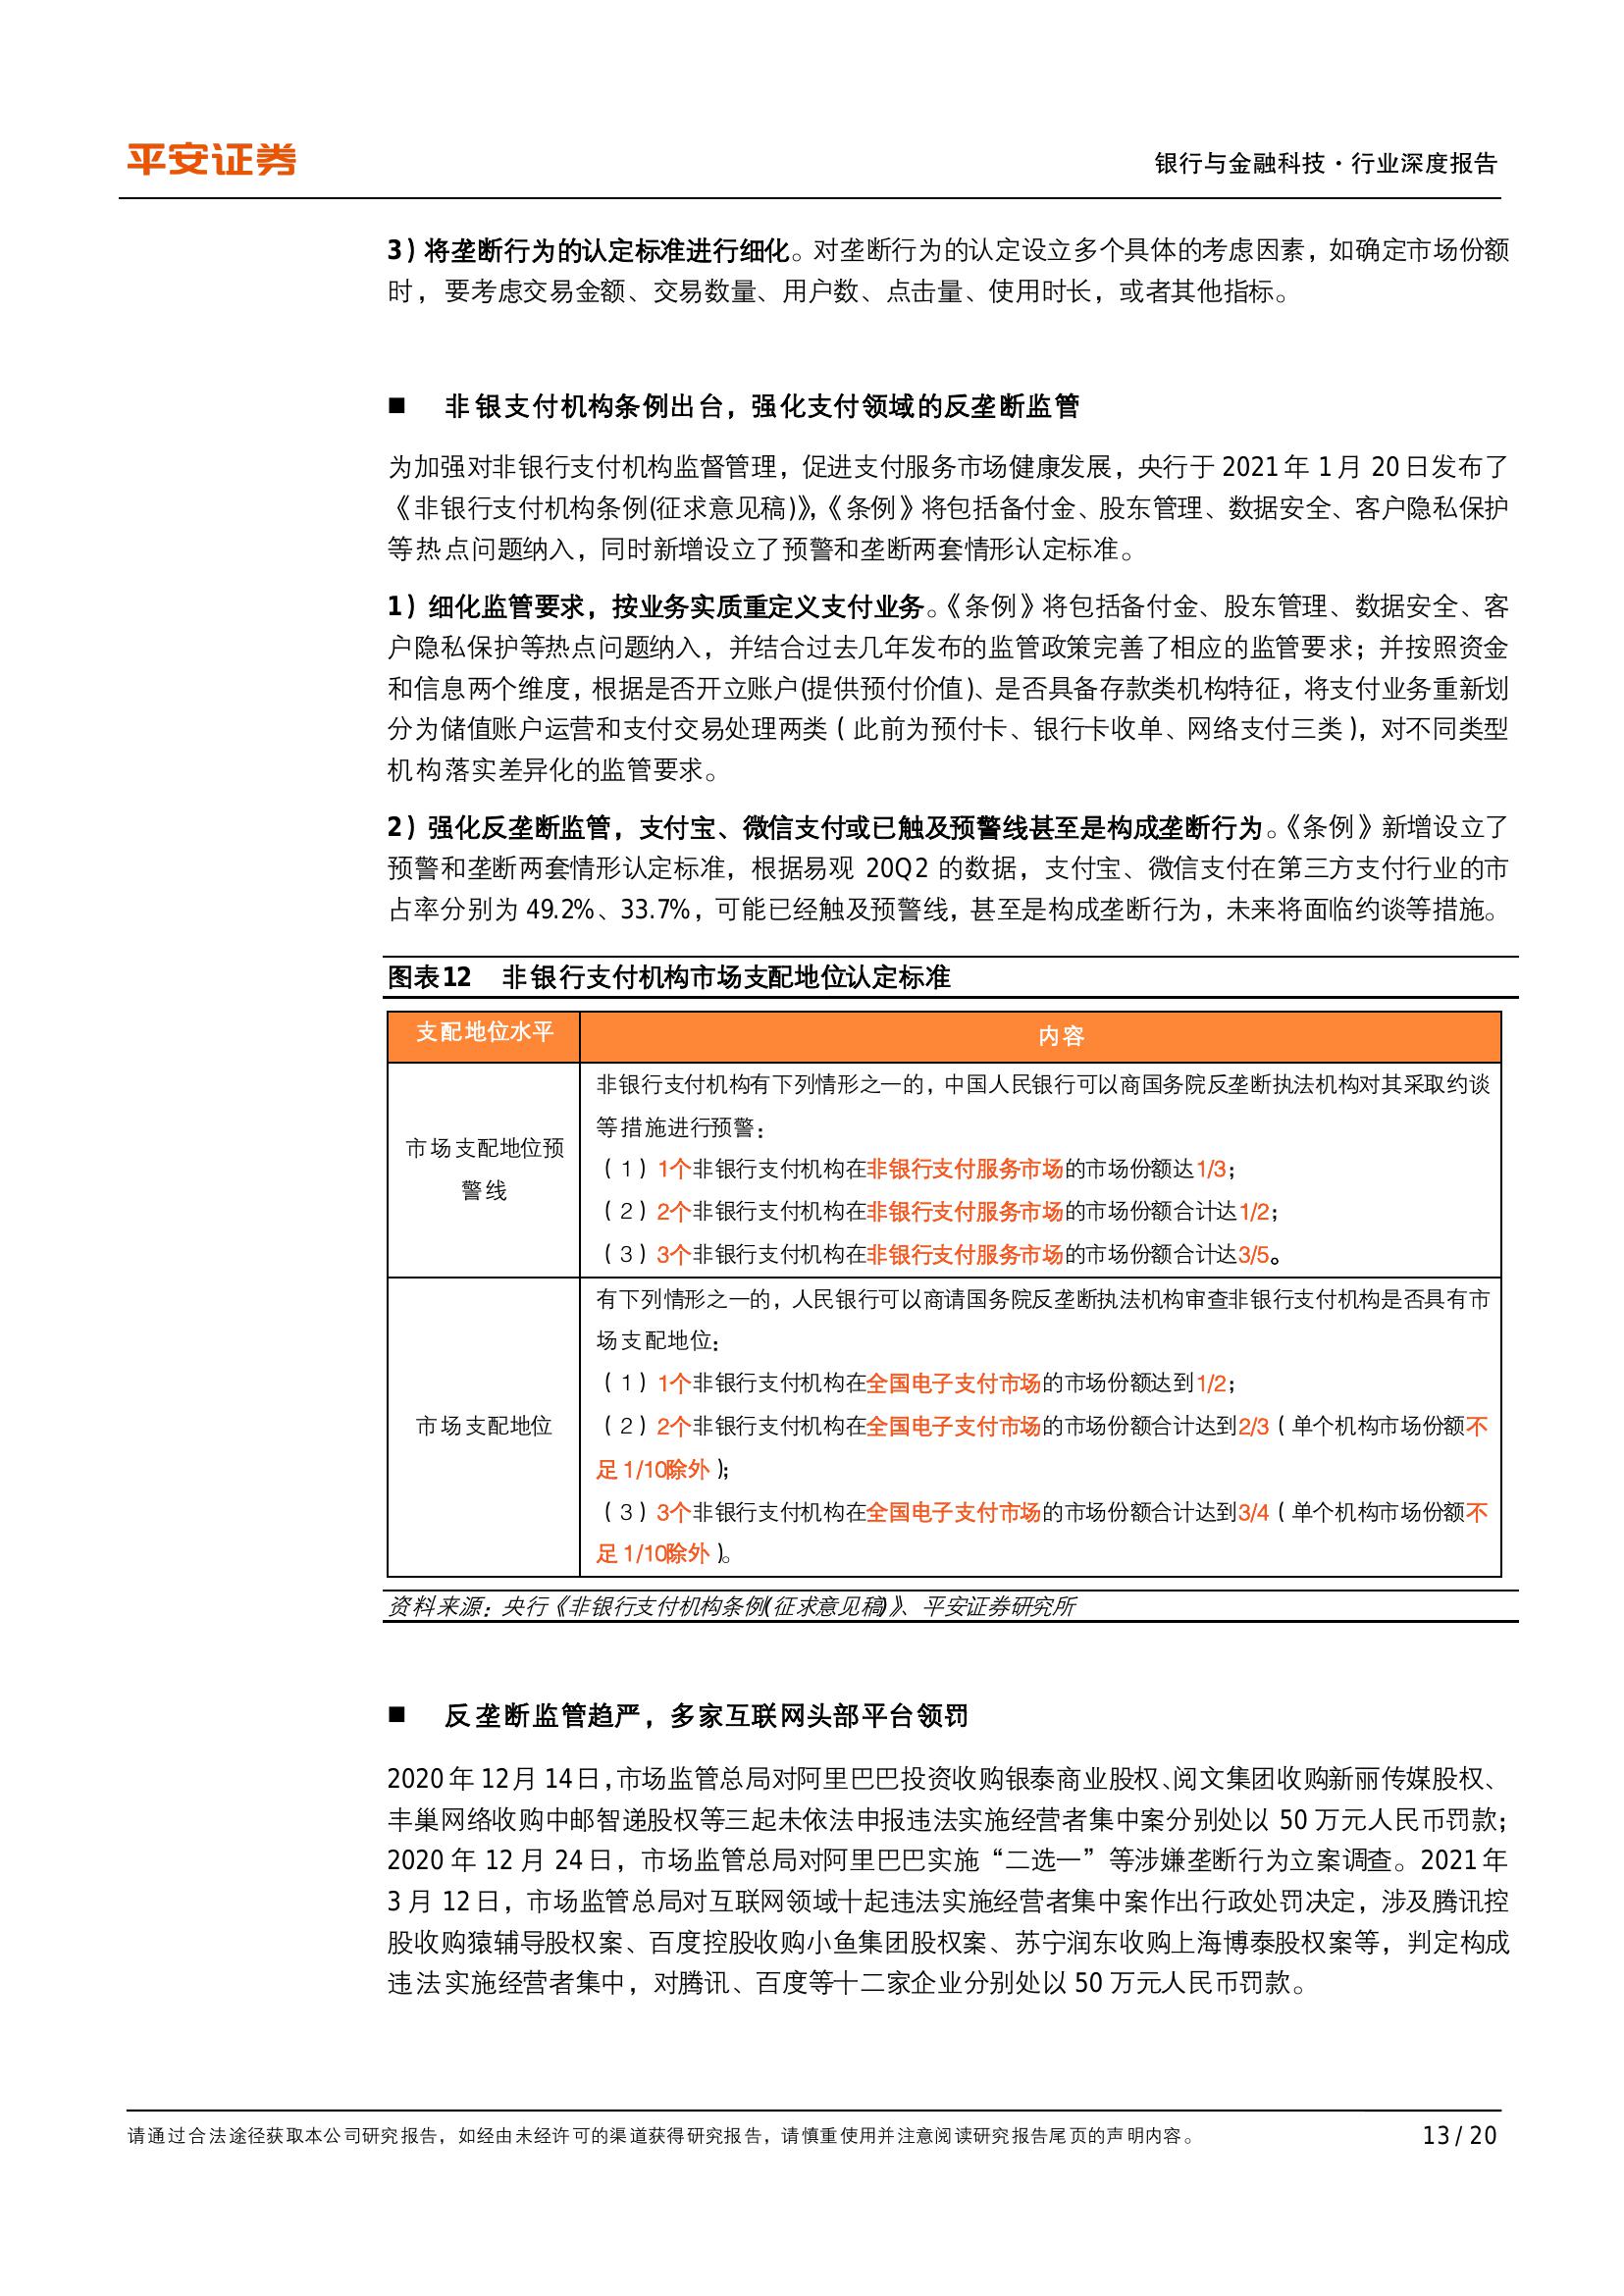 平安证券
银行与金融科技·行业深度报告
3)将垄断行为的认定标准进行细化。对垄断行为的认定设立多个具体的考虑因素，如确定市场份额
时，要考虑交易金额、交易数量、用户数、点击量、使用时长，或者其他指标。
■ 非银支付机构条例出台，强化支付领域的反垄断监管
为加强对非银行支付机构监督管理，促进支付服务市场健康发展，央行于 2021 年 1 月 20 日发布了
《非银行支付机构条例(征求意见稿)》，《条例》将包括备付金、股东管理、数据安全、客户隐私保护
等热点问题纳入，同时新增设立了预警和垄断两套情形认定标准。
1)细化监管要求，按业务实质重定义支付业务。《条例》将包括备付金、股东管理、数据安全、客
户隐私保护等热点问题纳入，并结合过去几年发布的监管政策完善了相应的监管要求；并按照资金
和信息两个维度，根据是否开立账户(提供预付价值)、是否具备存款类机构特征，将支付业务重新划
分为储值账户运营和支付交易处理两类（此前为预付卡、银行卡收单、网络支付三类），对不同类型
机构落实差异化的监管要求。
2)强化反垄断监管，支付宝、微信支付或已触及预警线甚至是构成垄断行为。《条例》新增设立了
预警和垄断两套情形认定标准，根据易观 20Q2 的数据，支付宝、微信支付在第三方支付行业的市
占率分别为 49.2%、33.7%，可能已经触及预警线，甚至是构成垄断行为，未来将面临约谈等措施。
图表12 非银行支付机构市场支配地位认定标准
支配地位水平 内容
非银行支付机构有下列情形之一的，中国人民银行可以商国务院反垄断执法机构对其采取约谈
等措施进行预警：
市场支配地位预
警线
（1）1个非银行支付机构在非银行支付服务市场的市场份额达1/3；
（2）2个非银行支付机构在非银行支付服务市场的市场份额合计达1/2；
（3）3个非银行支付机构在非银行支付服务市场的市场份额合计达3/5。
有下列情形之一的，人民银行可以商请国务院反垄断执法机构审查非银行支付机构是否具有市
场支配地位：
市场支配地位
（1）1个非银行支付机构在全国电子支付市场的市场份额达到1/2；
（2）2个非银行支付机构在全国电子支付市场的市场份额合计达到2/3（单个机构市场份额不
足1/10除外）；
（3）3个非银行支付机构在全国电子支付市场的市场份额合计达到3/4（单个机构市场份额不
足1/10除外）。
资料来源：央行《非银行支付机构条例(征求意见稿)》、平安证券研究所
■ 反垄断监管趋严，多家互联网头部平台领罚
2020 年 12 月 14 日，市场监管总局对阿里巴巴投资收购银泰商业股权、阅文集团收购新丽传媒股权、
丰巢网络收购中邮智递股权等三起未依法申报违法实施经营者集中案分别处以 50 万元人民币罚款；
2020 年 12 月 24 日，市场监管总局对阿里巴巴实施“二选一”等涉嫌垄断行为立案调查。2021 年
3 月 12 日，市场监管总局对互联网领域十起违法实施经营者集中案作出行政处罚决定，涉及腾讯控
股收购猿辅导股权案、百度控股收购小鱼集团股权案、苏宁润东收购上海博泰股权案等，判定构成
违法实施经营者集中，对腾讯、百度等十二家企业分别处以 50 万元人民币罚款。
请通过合法途径获取本公司研究报告，如经由未经许可的渠道获得研究报告，请慎重使用并注意阅读研究报告尾页的声明内容。
13 / 20